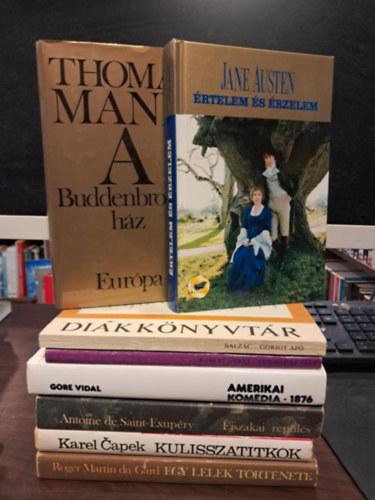 THOMA
MAN
A
Buddenbro
ház
Európa
JANE AUSTEN
ÉRTELEM ÉS ÉRZELEM
ÉRTELEM ÉS ÉRZELEM
DIÁKKÖNYVTÁR
BALZAC: GORIOT APÓ
GORE VIDAL
AMERIKAI
KOMÉDIA · 1876
Antoine de Saint-Exupéry Éjszakai repülés
Karel Čapek KULISSZATITKOK
Roger Martin du Gard EGY LÉLEK TÖRTÉNETE